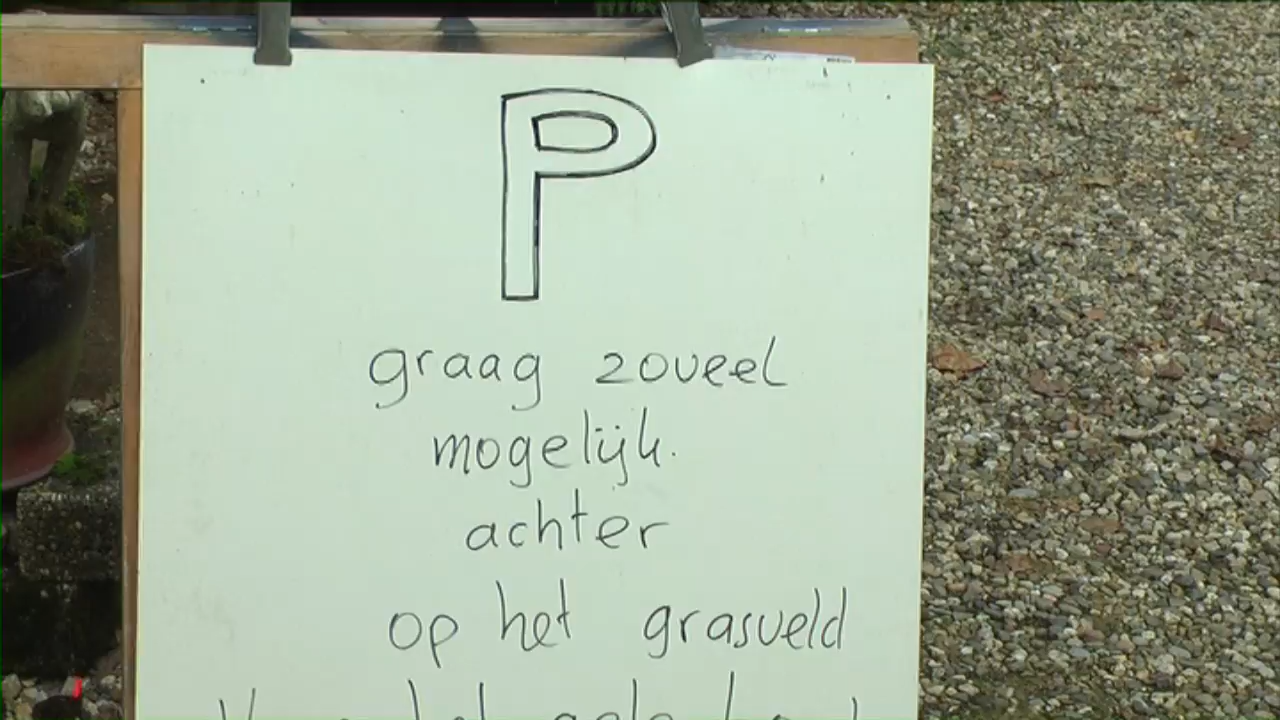 P
graag zoveel
mogelijk.
achter
op het grasveld